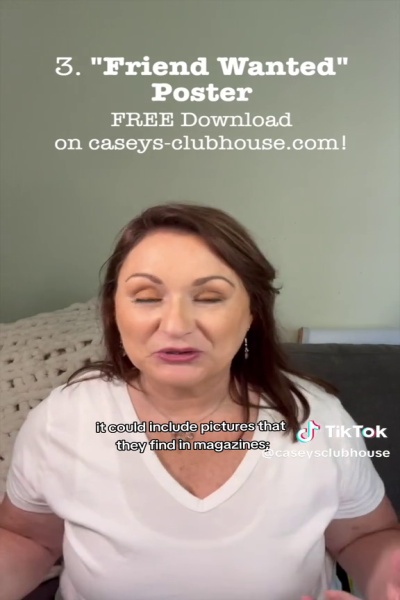 3. "Friend Wanted"
Poster
FREE Download
on caseys-clubhouse.com!
it could include pictures that
they find in magazines;
TikTok
@caseysclubhouse